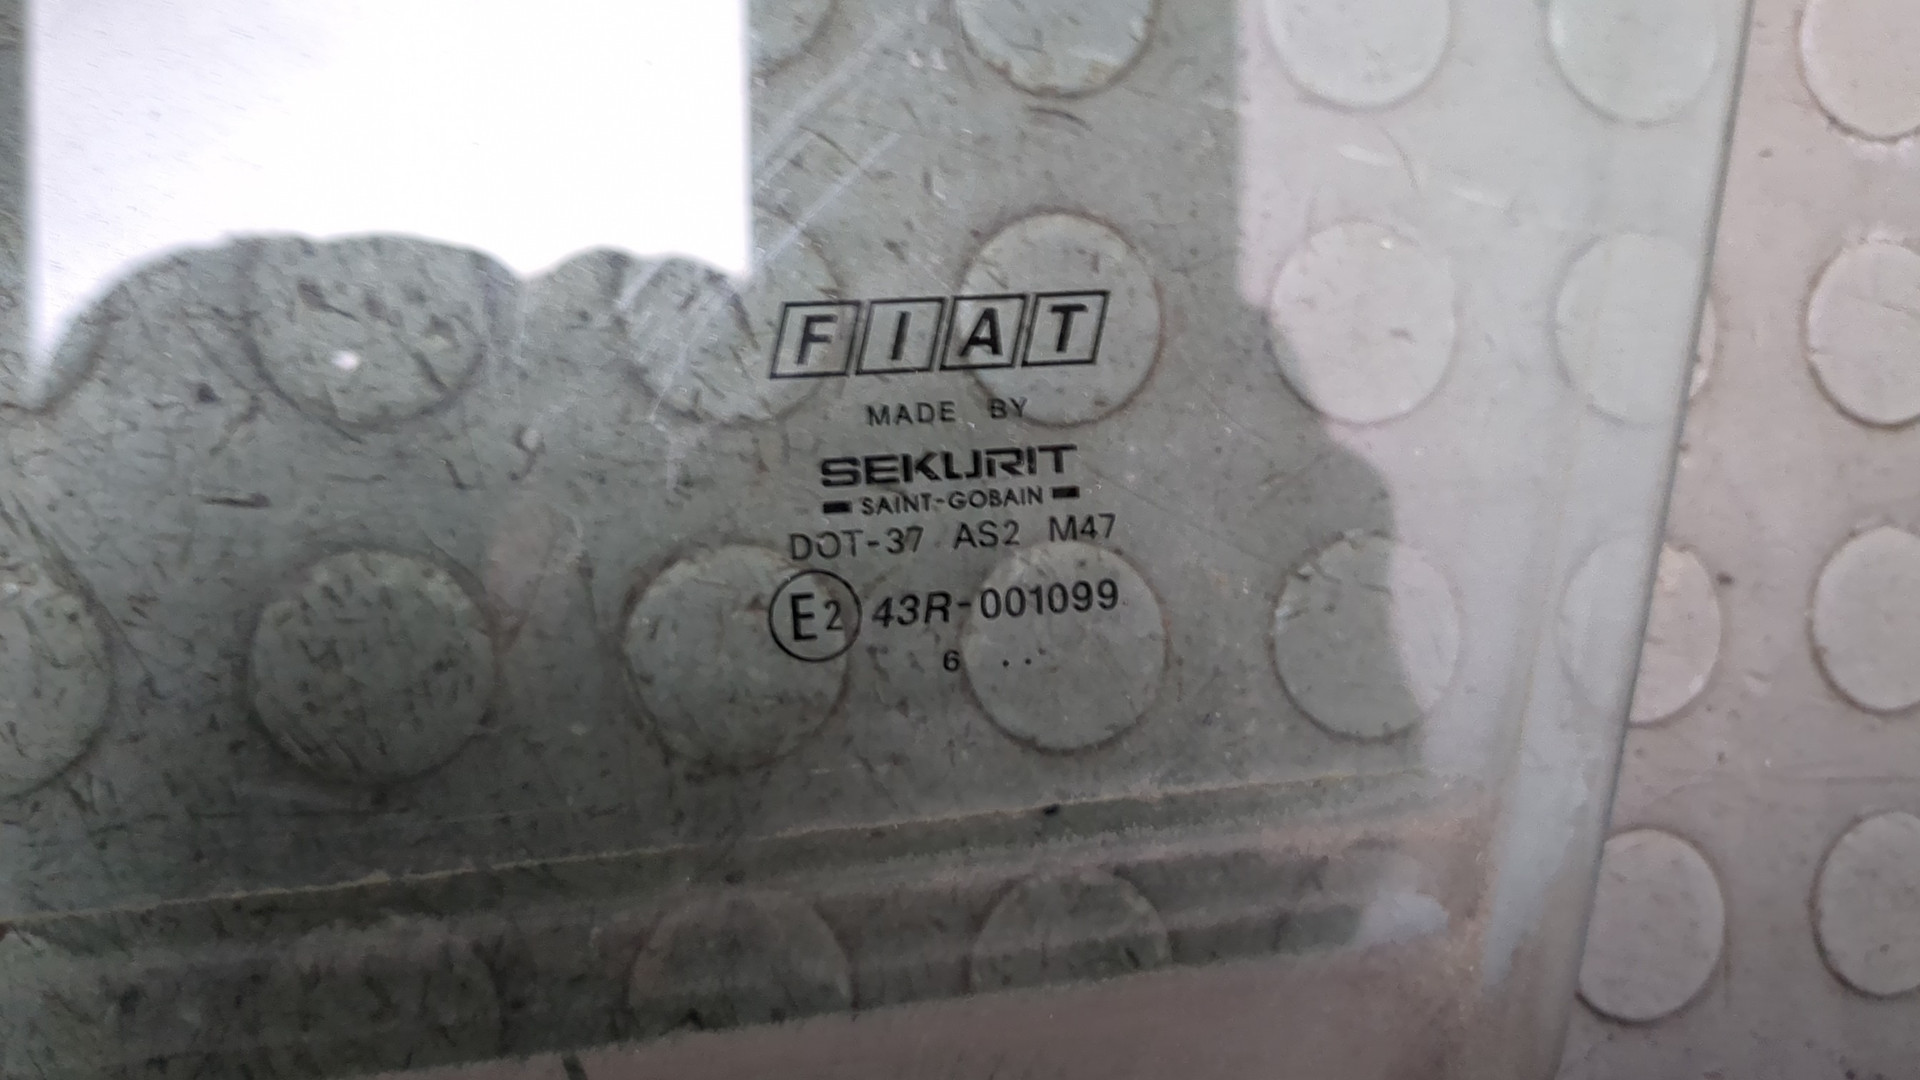 FIAT
MADE BY
SEKURIT
SAINT-GOBAIN
DOT-37 AS2 M47
E2 43R-001099
6 ...